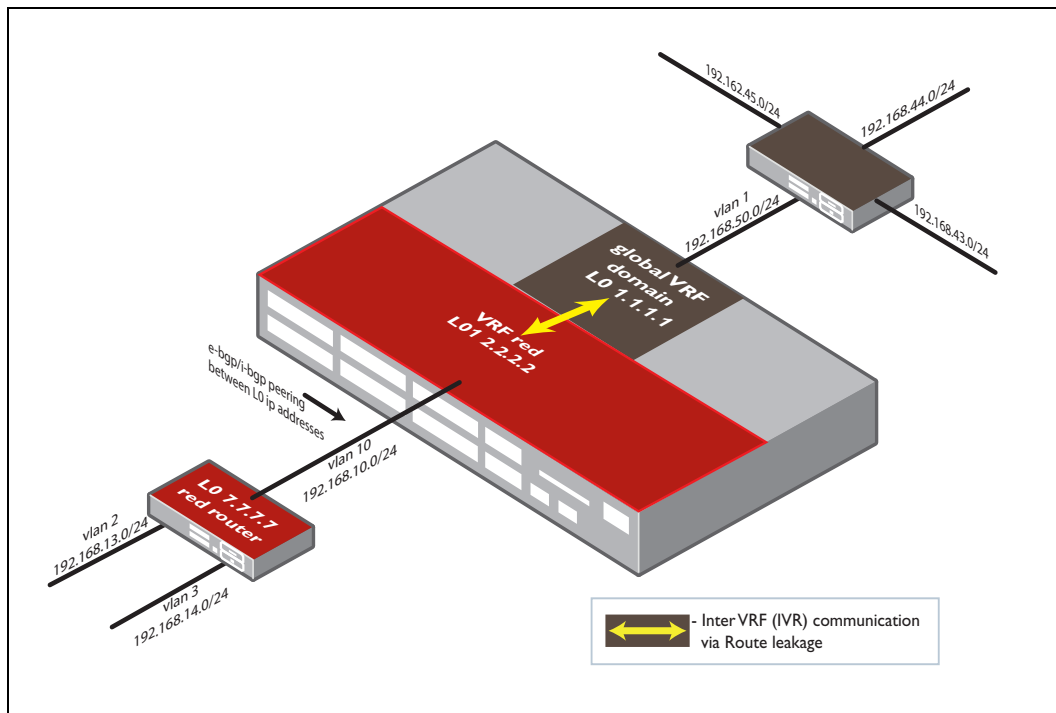 192.162.45.0/24
192.168.44.0/24
192.168.43.0/24
vlan 1
192.168.50.0/24
global VRF
domain
L0 1.1.1.1
VRF red
L01 2.2.2.2
e-bgp/i-bgp peering
between L0 ip addresses
vlan 10
192.168.10.0/24
L0 7.7.7.7
red router
vlan 2
192.168.13.0/24
vlan 3
192.168.14.0/24
- Inter VRF (IVR) communication
via Route leakage